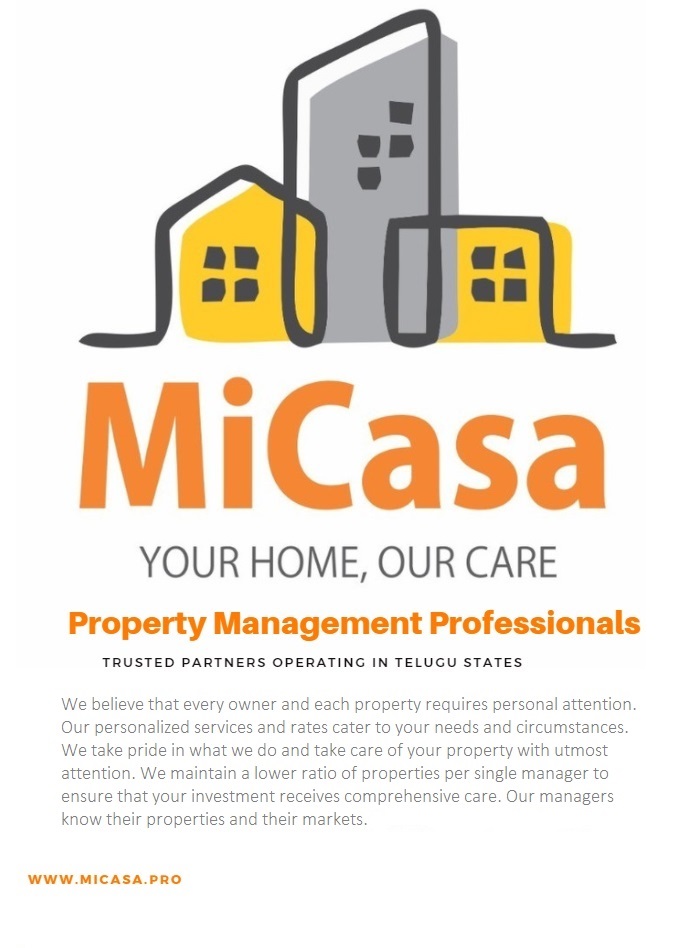 MiCasa
YOUR HOME, OUR CARE
Property Management Professionals
TRUSTED PARTNERS OPERATING IN TELUGU STATES
We believe that every owner and each property requires personal attention.
Our personalized services and rates cater to your needs and circumstances.
We take pride in what we do and take care of your property with utmost
attention. We maintain a lower ratio of properties per single manager to
ensure that your investment receives comprehensive care. Our managers
know their properties and their markets.
WWW.MICASA.PRO